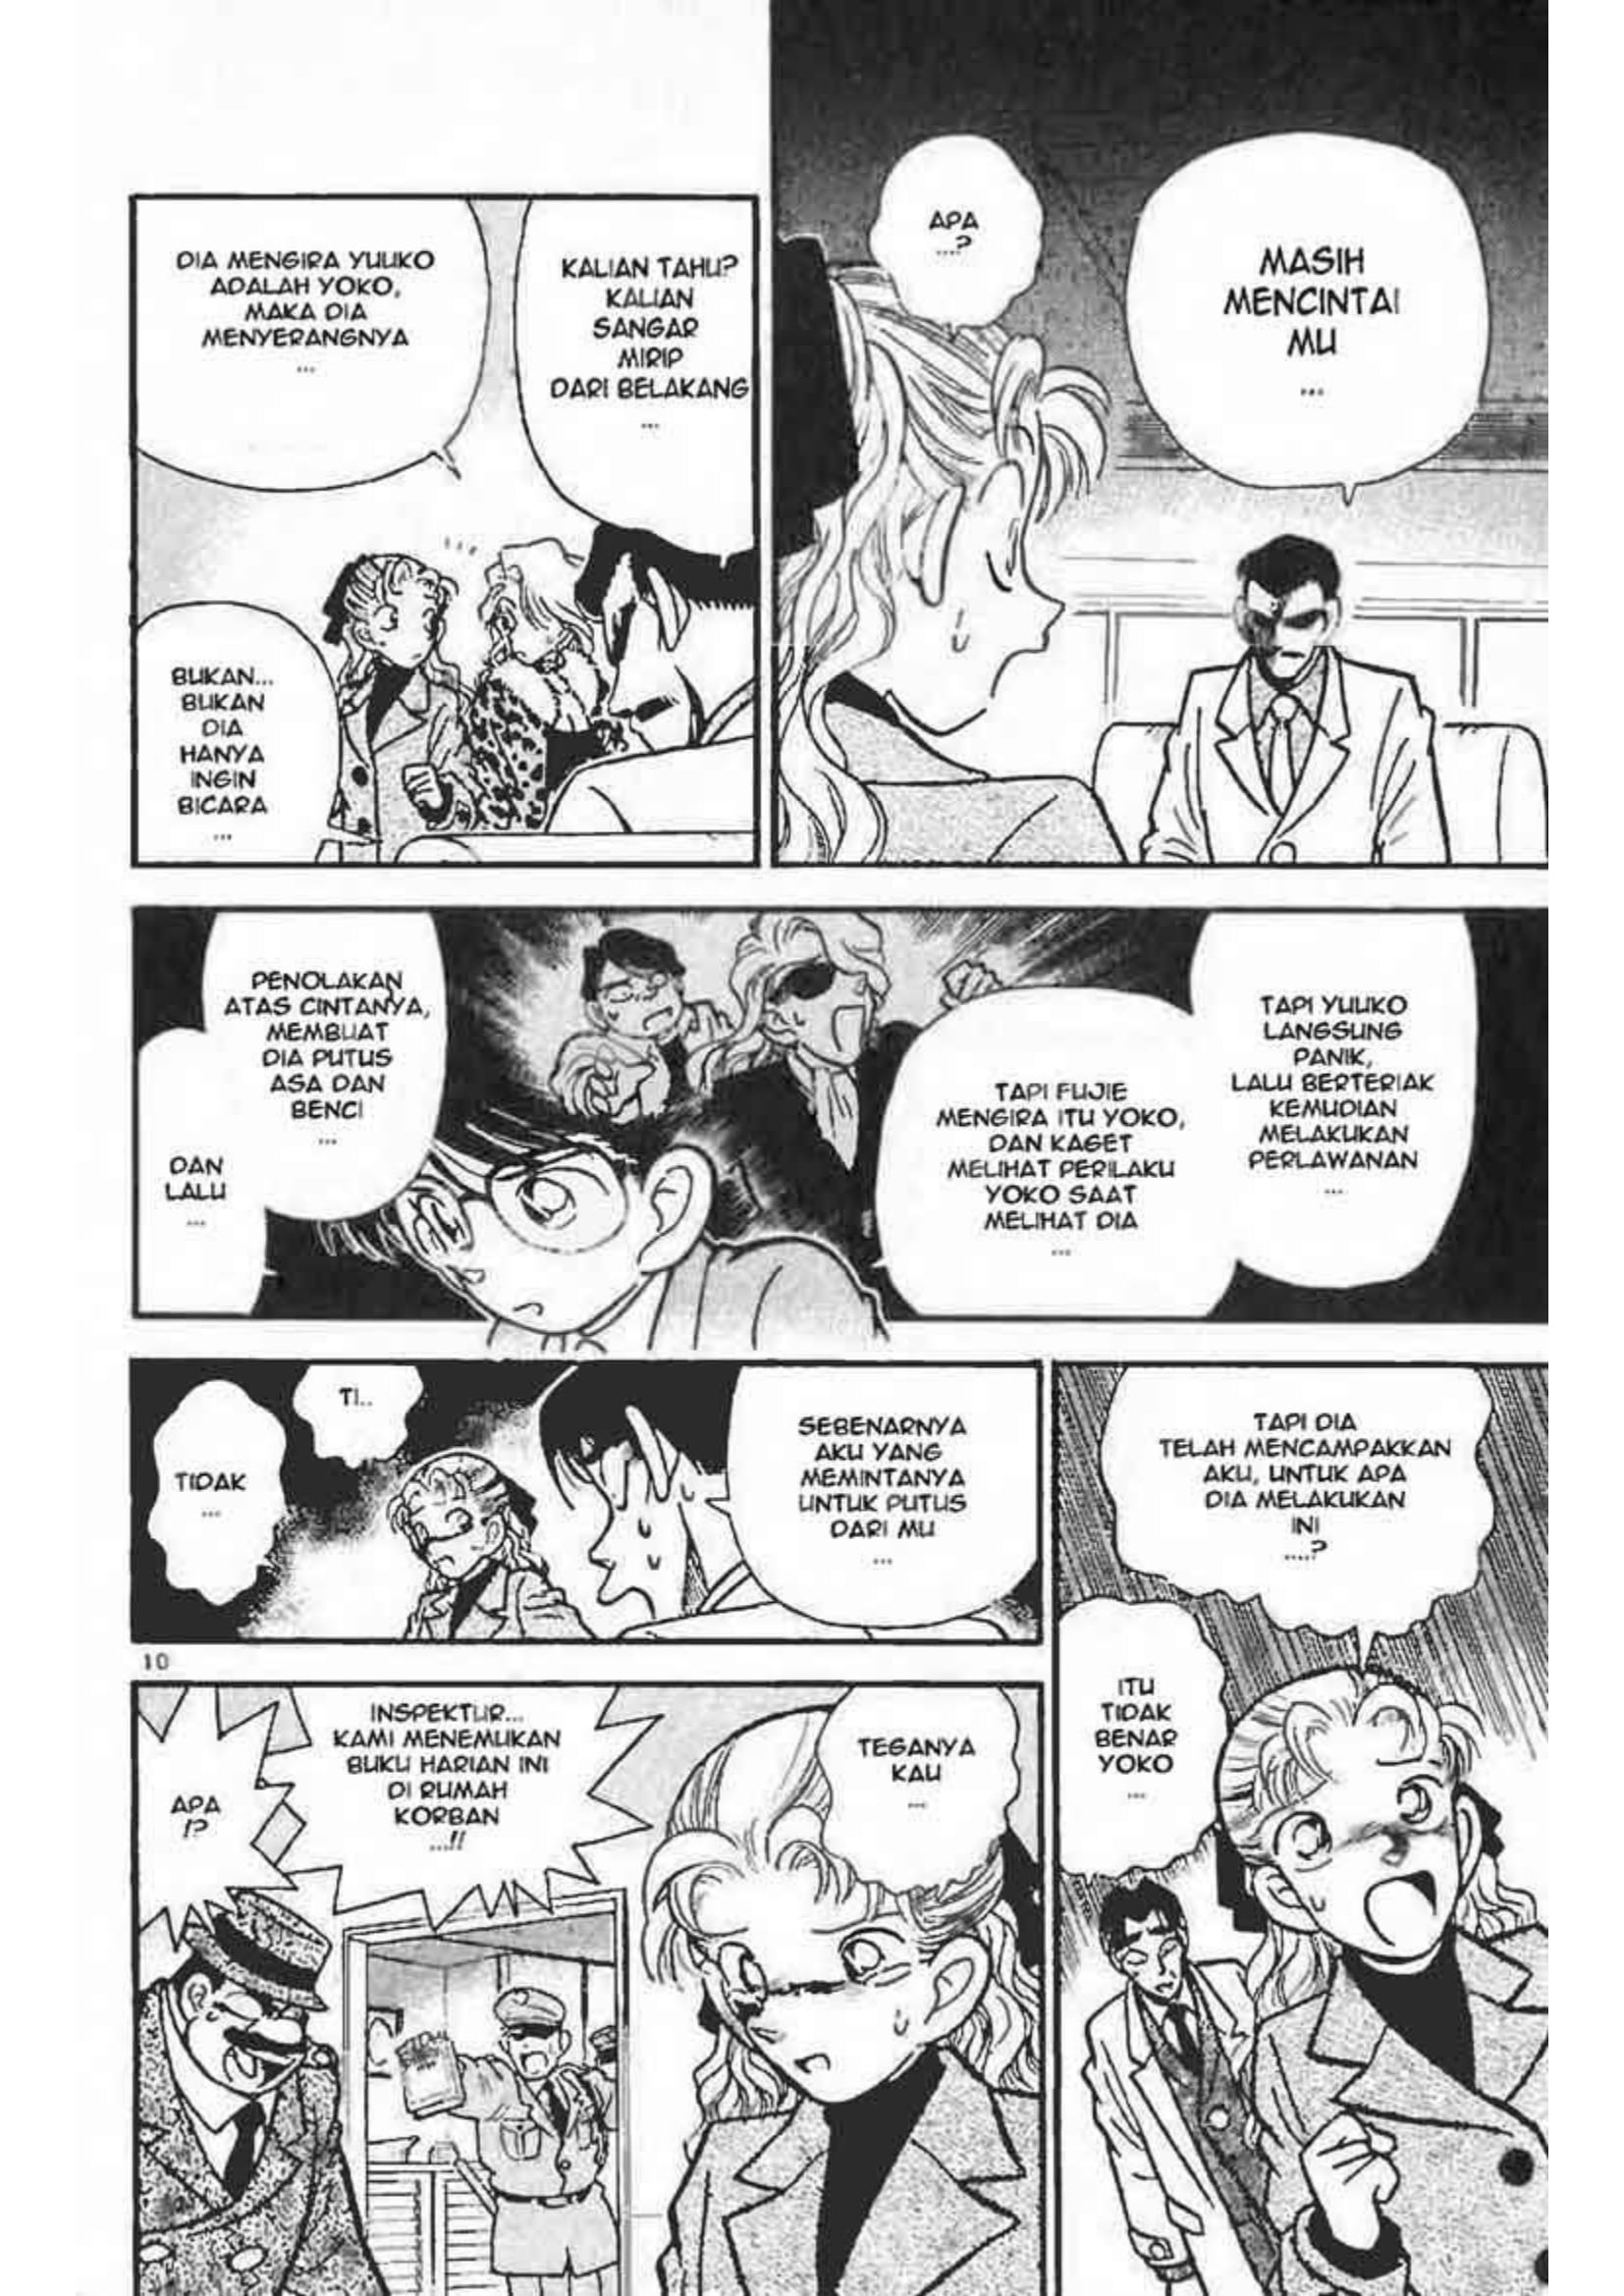 MASIH
MENCINTAI
MU
...
APA
...?
KALIAN TAHU?
KALIAN
SANGAR
MIRIP
DARI BELAKANG
...
DIA MENGIRA YUUKO
ADALAH YOKO,
MAKA DIA
MENYERANGNYA
...
BUKAN...
BUKAN
DIA
HANYA
INGIN
BICARA
...
TAPI YUUKO
LANGSUNG
PANIK,
LALU BERTERIAK
KEMUDIAN
MELAKUKAN
PERLAWANAN
...
TAPI FUJIE
MENGIRA ITU YOKO,
DAN KAGET
MELIHAT PERILAKU
YOKO SAAT
MELIHAT DIA
...
PENOLAKAN
ATAS CINTANYA,
MEMBUAT
DIA PUTUS
ASA DAN
BENCI
...
DAN
LALU
...
TAPI DIA
TELAH MENCAMPAKKAN
AKU, UNTUK APA
DIA MELAKUKAN
INI
.....?
ITU
TIDAK
BENAR
YOKO
...
SEBENARNYA
AKU YANG
MEMINTANYA
UNTUK PUTUS
DARI MU
...
TI..
TIDAK
...
10
TEGANYA
KAU
...
INSPEKTUR...
KAMI MENEMUKAN
BUKU HARIAN INI
DI RUMAH
KORBAN
...!!
APA
!?